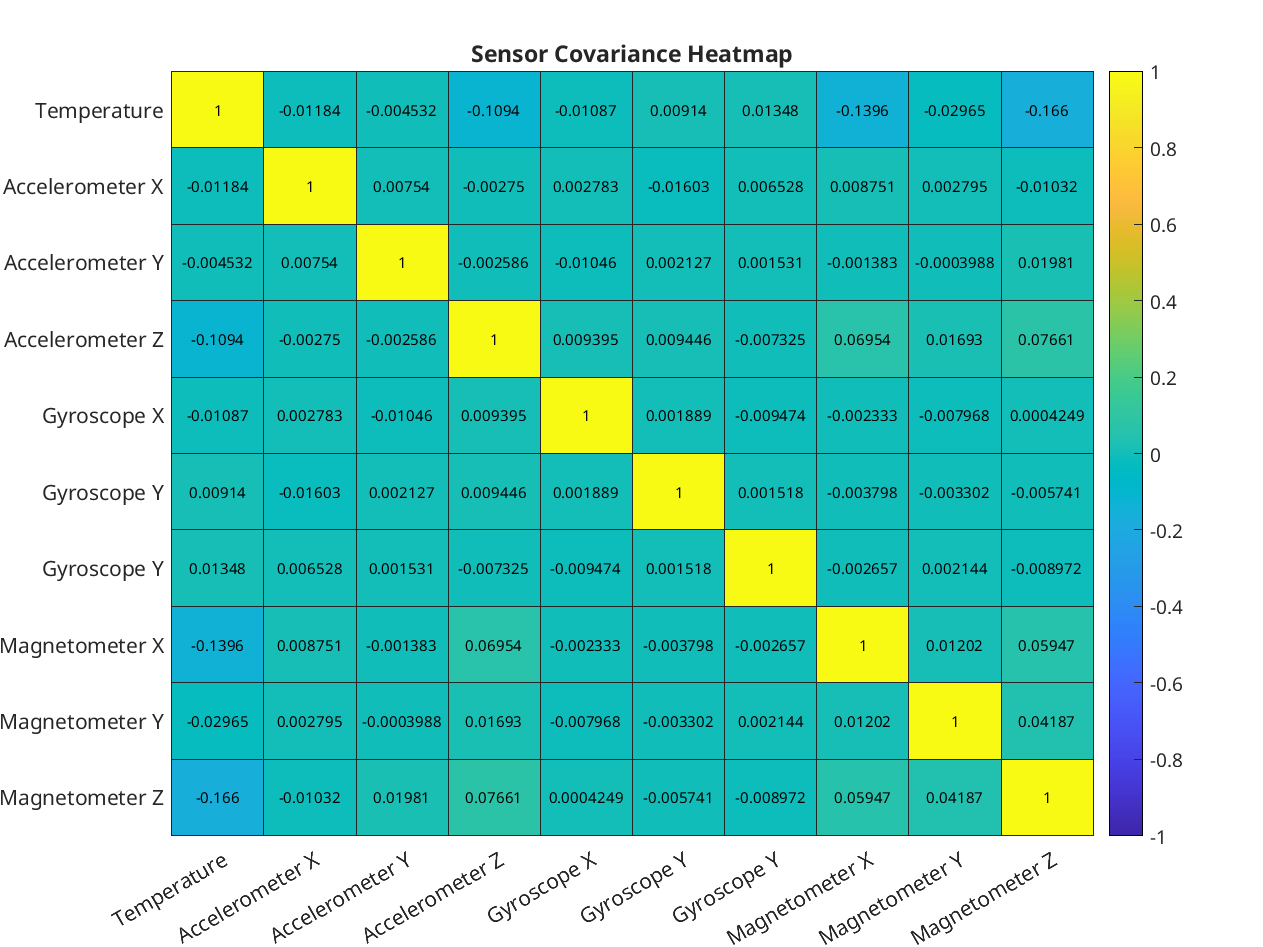 Sensor Covariance Heatmap
Temperature 1 -0.01184 -0.004532 -0.1094 -0.01087 0.00914 0.01348 -0.1396 -0.02965 -0.166
Accelerometer X -0.01184 1 0.00754 -0.00275 0.002783 -0.01603 0.006528 0.008751 0.002795 -0.01032
Accelerometer Y -0.004532 0.00754 1 -0.002586 -0.01046 0.002127 0.001531 -0.001383 -0.0003988 0.01981
Accelerometer Z -0.1094 -0.00275 -0.002586 1 0.009395 0.009446 -0.007325 0.06954 0.01693 0.07661
Gyroscope X -0.01087 0.002783 -0.01046 0.009395 1 0.001889 -0.009474 -0.002333 -0.007968 0.0004249
Gyroscope Y 0.00914 -0.01603 0.002127 0.009446 0.001889 1 0.001518 -0.003798 -0.003302 -0.005741
Gyroscope Y 0.01348 0.006528 0.001531 -0.007325 -0.009474 0.001518 1 -0.002657 0.002144 -0.008972
Magnetometer X -0.1396 0.008751 -0.001383 0.06954 -0.002333 -0.003798 -0.002657 1 0.01202 0.05947
Magnetometer Y -0.02965 0.002795 -0.0003988 0.01693 -0.007968 -0.003302 0.002144 0.01202 1 0.04187
Magnetometer Z -0.166 -0.01032 0.01981 0.07661 0.0004249 -0.005741 -0.008972 0.05947 0.04187 1
Temperature Accelerometer X Accelerometer Y Accelerometer Z Gyroscope X Gyroscope Y Gyroscope Y Magnetometer X Magnetometer Y Magnetometer Z
1
0.8
0.6
0.4
0.2
0
-0.2
-0.4
-0.6
-0.8
-1